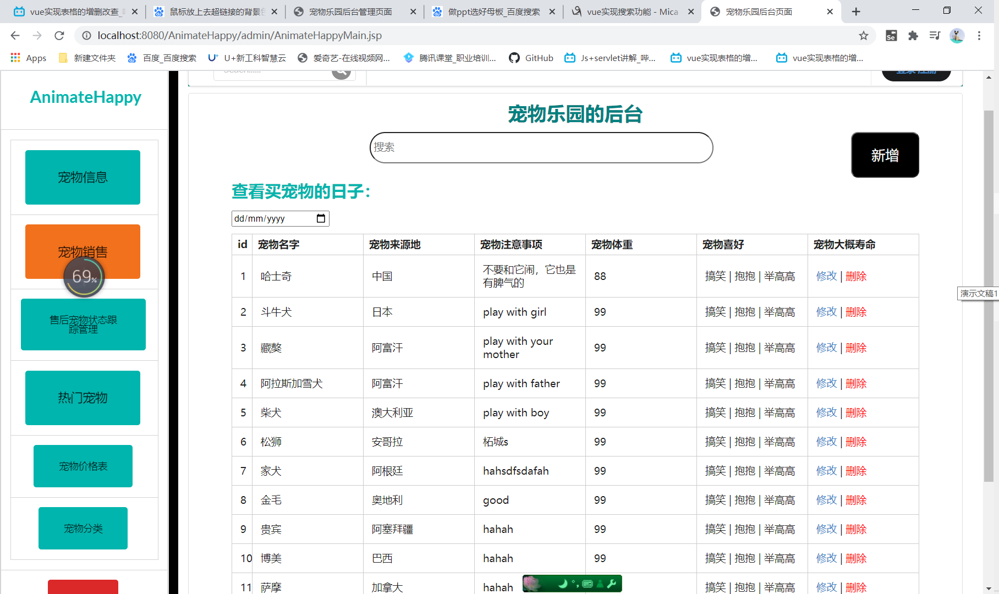 vue实现表格的增删改查_
鼠标放上去超链接的背景
宠物乐园后台管理页面
做ppt选好母板_百度搜索
vue实现搜索功能 - Mica
宠物乐园后台页面
localhost:8080/AnimateHappy/admin/AnimateHappyMain.jsp
Apps
新建文件夹
百度_百度搜索
U+新工科智慧云
爱奇艺-在线视频网...
腾讯课堂_职业培训...
GitHub
Js+servlet讲解_哔...
vue实现表格的增...
vue实现表格的增...
AnimateHappy
宠物信息
宠物销售
69%
售后宠物状态跟
踪管理
热门宠物
宠物价格表
宠物分类
宠物乐园的后台
搜索
新增
查看买宠物的日子：
dd/mm/yyyy
id 宠物名字 宠物来源地 宠物注意事项 宠物体重 宠物喜好 宠物大概寿命
1 哈士奇 中国 不要和它闹，它也是
有脾气的 88 搞笑 | 抱抱 | 举高高 修改 | 删除
2 斗牛犬 日本 play with girl 99 搞笑 | 抱抱 | 举高高 修改 | 删除
3 藏獒 阿富汗 play with your
mother 99 搞笑 | 抱抱 | 举高高 修改 | 删除
4 阿拉斯加雪犬 阿富汗 play with father 99 搞笑 | 抱抱 | 举高高 修改 | 删除
5 柴犬 澳大利亚 play with boy 99 搞笑 | 抱抱 | 举高高 修改 | 删除
6 松狮 安哥拉 柘城s 99 搞笑 | 抱抱 | 举高高 修改 | 删除
7 家犬 阿根廷 hahsdfsdafah 99 搞笑 | 抱抱 | 举高高 修改 | 删除
8 金毛 奥地利 good 99 搞笑 | 抱抱 | 举高高 修改 | 删除
9 贵宾 阿塞拜疆 hahah 99 搞笑 | 抱抱 | 举高高 修改 | 删除
10 博美 巴西 hahah 99 搞笑 | 抱抱 | 举高高 修改 | 删除
11 萨摩 加拿大 hahah 搞笑 | 抱抱 | 举高高 修改 | 删除
演示文稿1